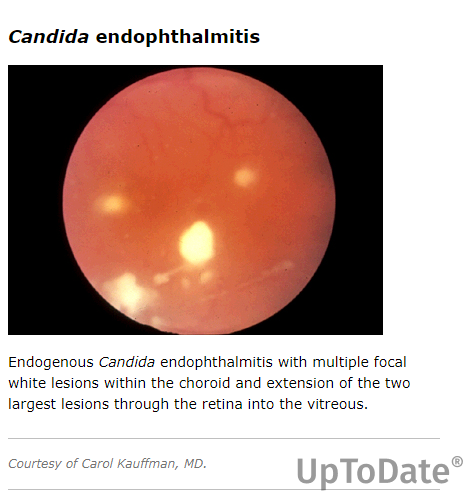 Candida endophthalmitis
Endogenous Candida endophthalmitis with multiple focal
white lesions within the choroid and extension of the two
largest lesions through the retina into the vitreous.
Courtesy of Carol Kauffman, MD.
UpToDate®